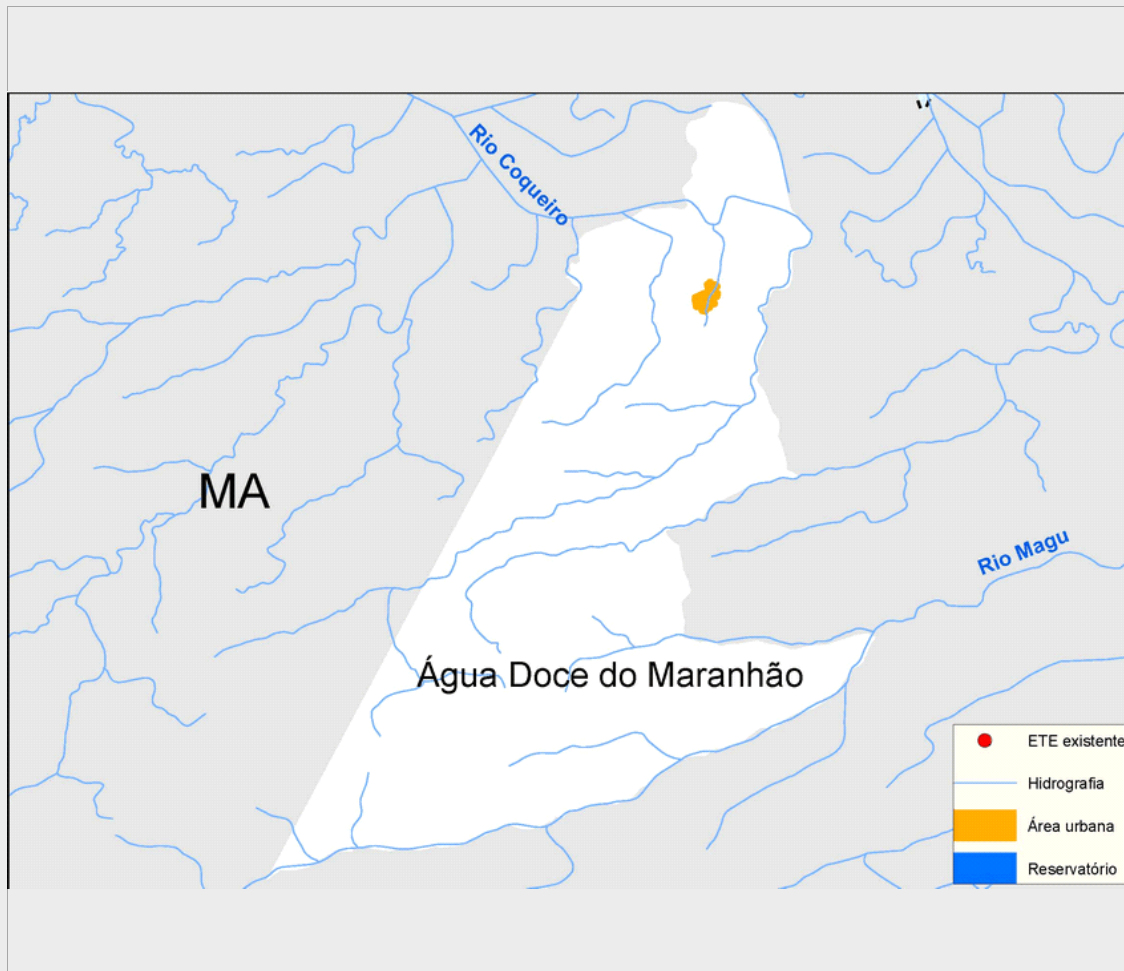 Rio Coqueiro
MA
Rio Magu
Água Doce do Maranhão
ETE existente
Hidrografia
Área urbana
Reservatório